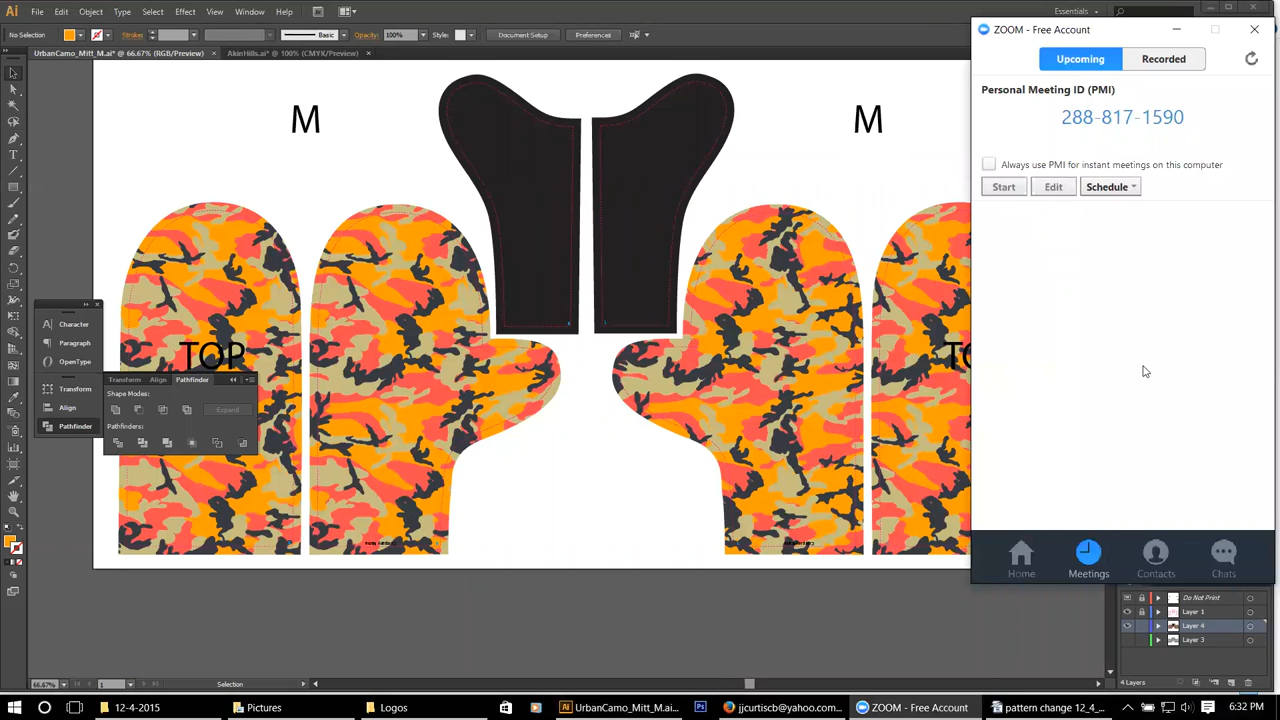 Ai File Edit Object Type Select Effect View Window Help Essentials
No Selection Strokes Basic Opacity: 100% Style: Document Setup Preferences
UrbanCamo_Mitt_M.ai* @ 66.67% (RGB/Preview) × AkinHills.ai* @ 100% (CMYK/Preview) ×
ZOOM - Free Account
Upcoming Recorded
Personal Meeting ID (PMI)
288-817-1590
Always use PMI for instant meetings on this computer
Start Edit Schedule
M M
TOP
Character
Paragraph
OpenType
Transform
Align
Pathfinder
Transform Align Pathfinder
Shape Modes:
Expand
Pathfinders:
Home Meetings Contacts Chats
Do Not Print
Layer 1
Layer 4
Layer 3
4 Layers
66.67% 1 Selection
12-4-2015 Pictures Logos UrbanCamo_Mitt_M.ai... jjcurtiscb@yahoo.com... ZOOM - Free Account pattern change 12_4_... 6:32 PM